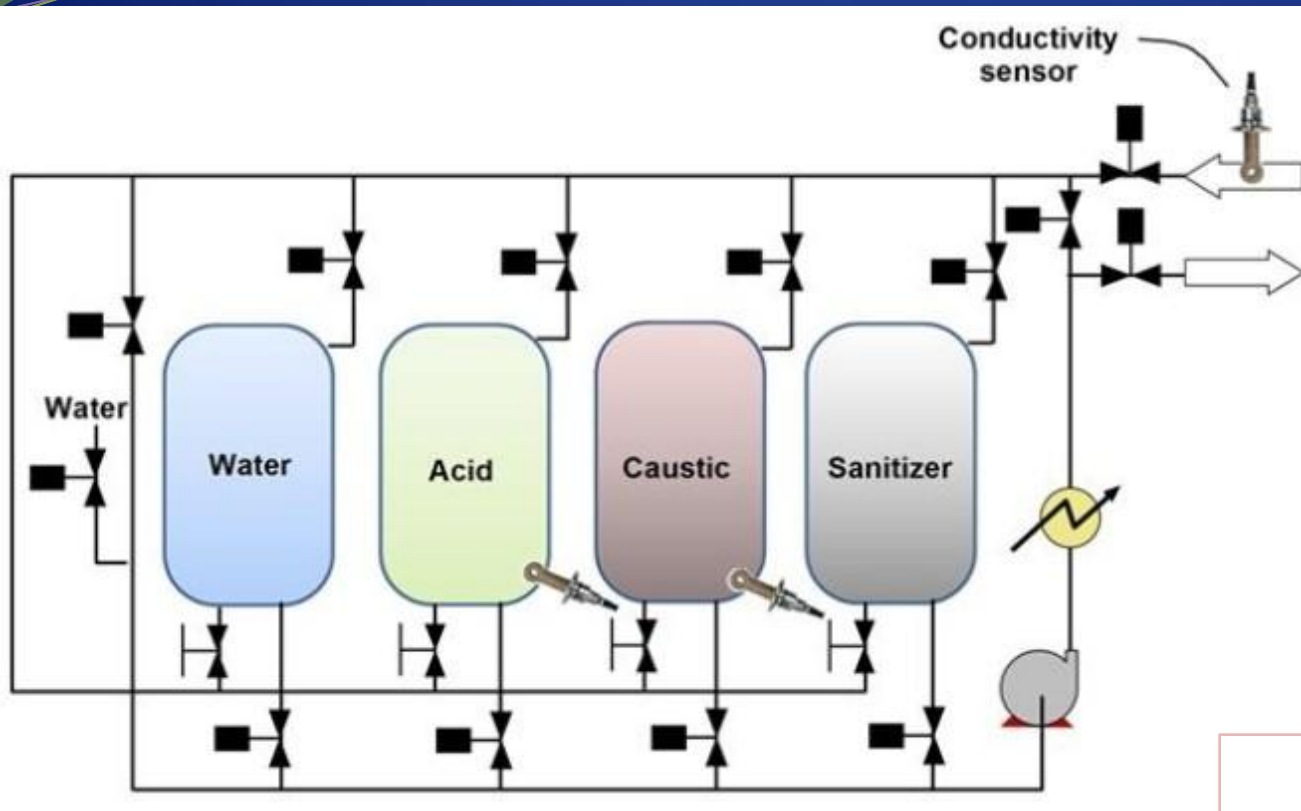 Conductivity
sensor
Water
Water
Acid
Caustic
Sanitizer